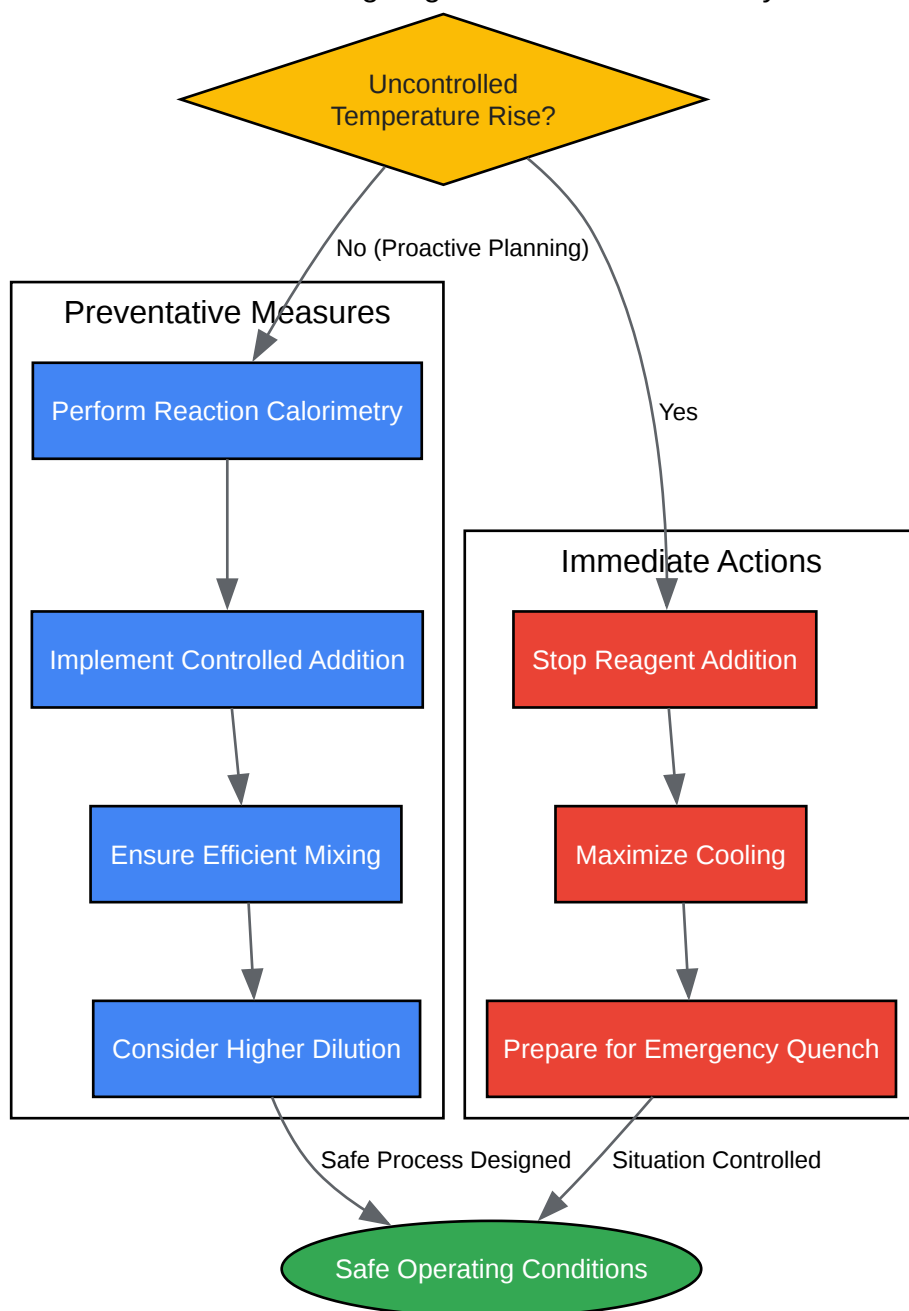 Uncontrolled
Temperature Rise?
No (Proactive Planning)
Preventative Measures
Perform Reaction Calorimetry
Yes
Immediate Actions
Implement Controlled Addition
Stop Reagent Addition
Ensure Efficient Mixing
Maximize Cooling
Consider Higher Dilution
Prepare for Emergency Quench
Safe Process Designed
Situation Controlled
Safe Operating Conditions